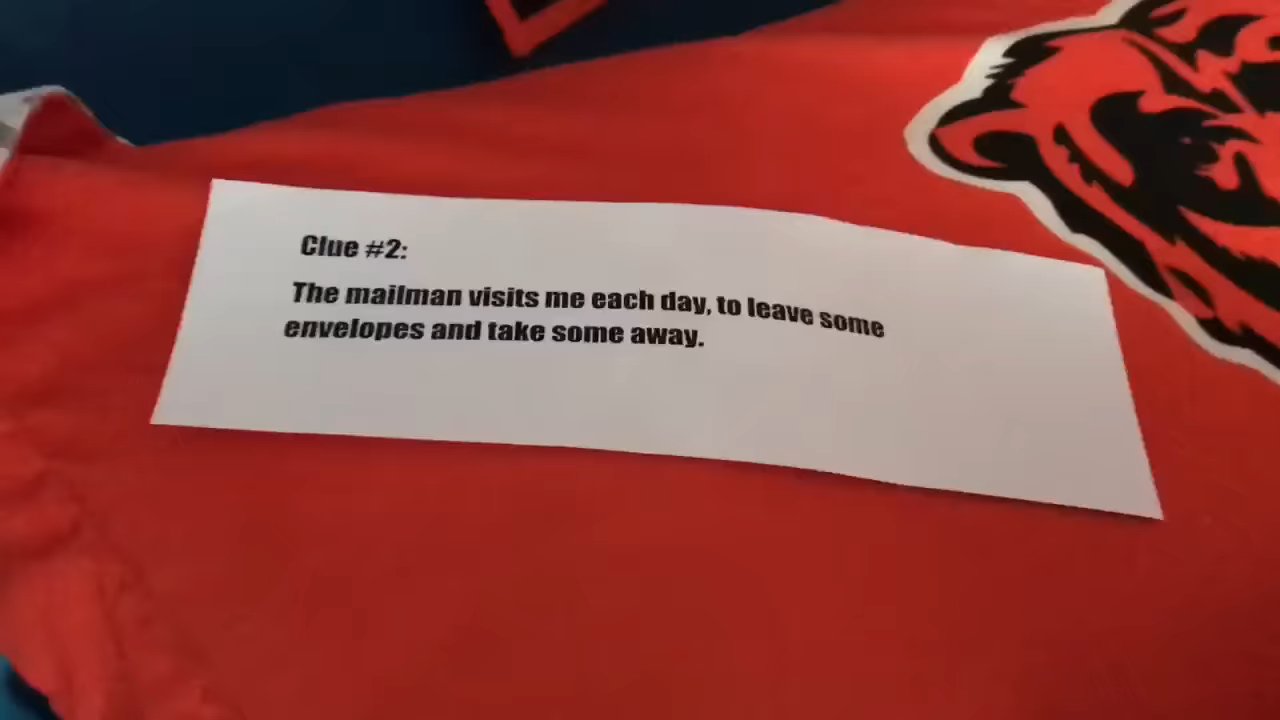 Clue #2:
The mailman visits me each day, to leave some
envelopes and take some away.